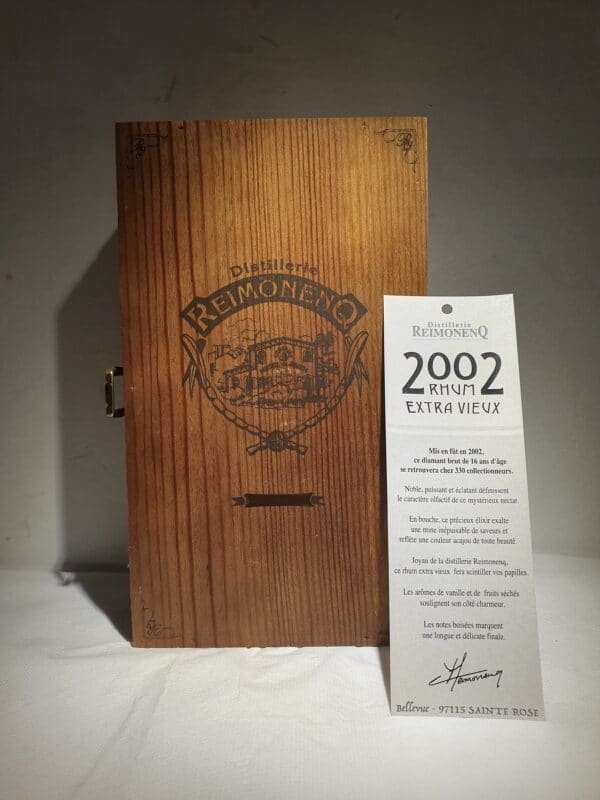 Distillerie
REIMONENQ
Distillerie
REIMONENQ
2002
RHUM
EXTRA VIEUX
Mis en fût en 2002,
ce diamant brut de 16 ans d'âge
se retrouvera chez 330 collectionneurs.
Noble, puissant et éclatant définissent
le caractère olfactif de ce mystérieux nectar.
En bouche, ce précieux élixir exalte
une mine inépuisable de saveurs et
reflète une couleur acajou de toute beauté.
Joyau de la distillerie Reimonenq,
ce rhum extra vieux fera scintiller vos papilles.
Les arômes de vanille et de fruits séchés
soulignent son côté charmeur.
Les notes boisées marquent
une longue et délicate finale.
Bellevue - 97115 SAINTE ROSE